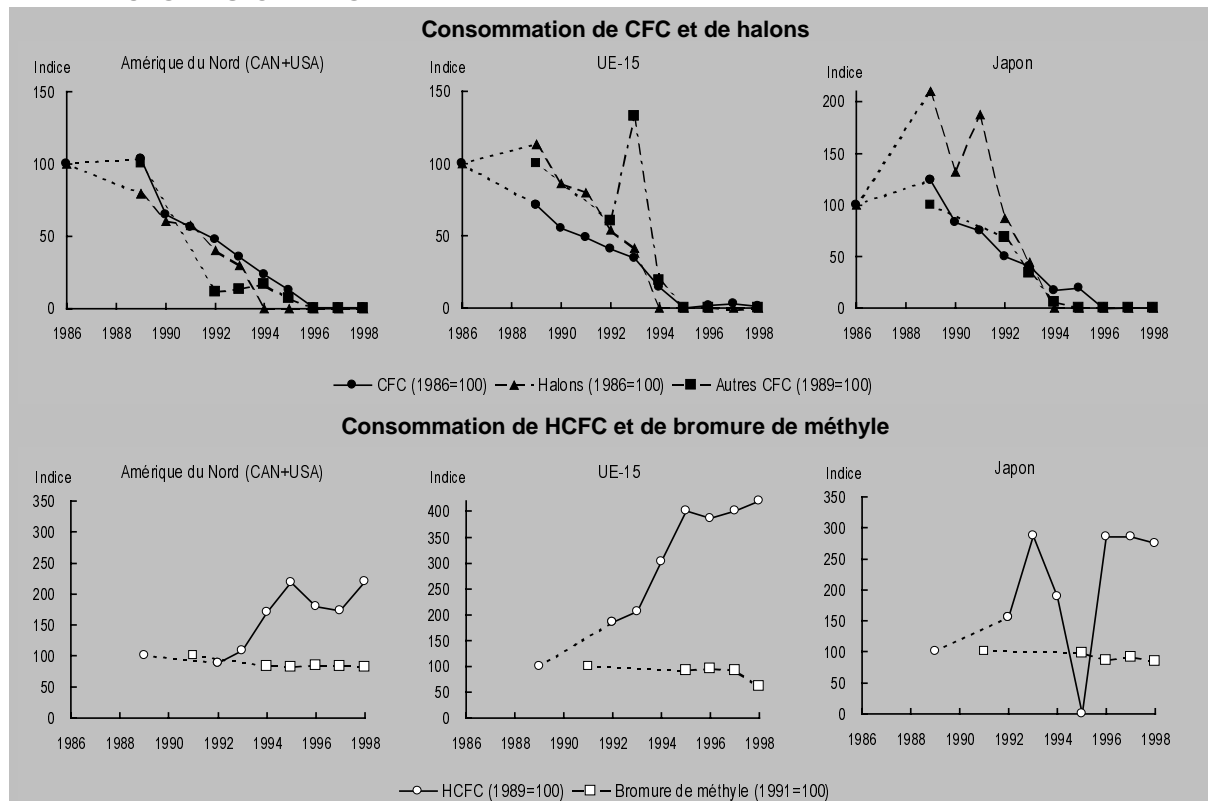 Consommation de CFC et de halons
Amérique du Nord (CAN+USA)
Indice
150
100
50
0
1986 1988 1990 1992 1994 1996 1998
UE-15
Indice
150
100
50
0
1986 1988 1990 1992 1994 1996 1998
Japon
Indice
200
150
100
50
0
1986 1988 1990 1992 1994 1996 1998
CFC (1986=100) Halons (1986=100) Autres CFC (1989=100)
Consommation de HCFC et de bromure de méthyle
Amérique du Nord (CAN+USA)
Indice
350
300
250
200
150
100
50
0
1986 1988 1990 1992 1994 1996 1998
UE-15
Indice
400
350
300
250
200
150
100
50
0
1986 1988 1990 1992 1994 1996 1998
Japon
Indice
350
300
250
200
150
100
50
0
1986 1988 1990 1992 1994 1996 1998
HCFC (1989=100) Bromure de méthyle (1991=100)